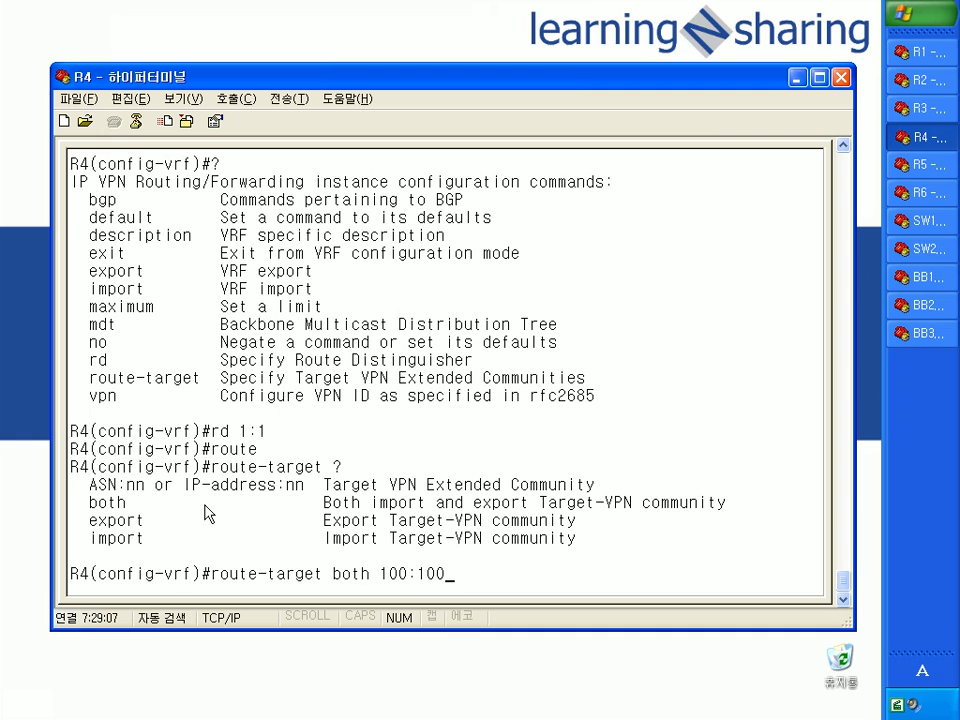 learning N sharing
R4 - 하이퍼터미널
파일(F) 편집(E) 보기(V) 호출(C) 전송(T) 도움말(H)
R4(config-vrf)#?
IP VPN Routing/Forwarding instance configuration commands:
bgp Commands pertaining to BGP
default Set a command to its defaults
description VRF specific description
exit Exit from VRF configuration mode
export VRF export
import VRF import
maximum Set a limit
mdt Backbone Multicast Distribution Tree
no Negate a command or set its defaults
rd Specify Route Distinguisher
route-target Specify Target VPN Extended Communities
vpn Configure VPN ID as specified in rfc2685
R4(config-vrf)#rd 1:1
R4(config-vrf)#route
R4(config-vrf)#route-target ?
ASN:nn or IP-address:nn Target VPN Extended Community
both Both import and export Target-VPN community
export Export Target-VPN community
import Import Target-VPN community
R4(config-vrf)#route-target both 100:100_
연결 7:29:07 자동 검색 TCP/IP SCROLL CAPS NUM 캡 에코
휴지통
R1 -...
R2 -...
R3 -...
R4 -...
R5 -...
R6 -...
SW1...
SW2...
BB1...
BB2...
BB3...
A